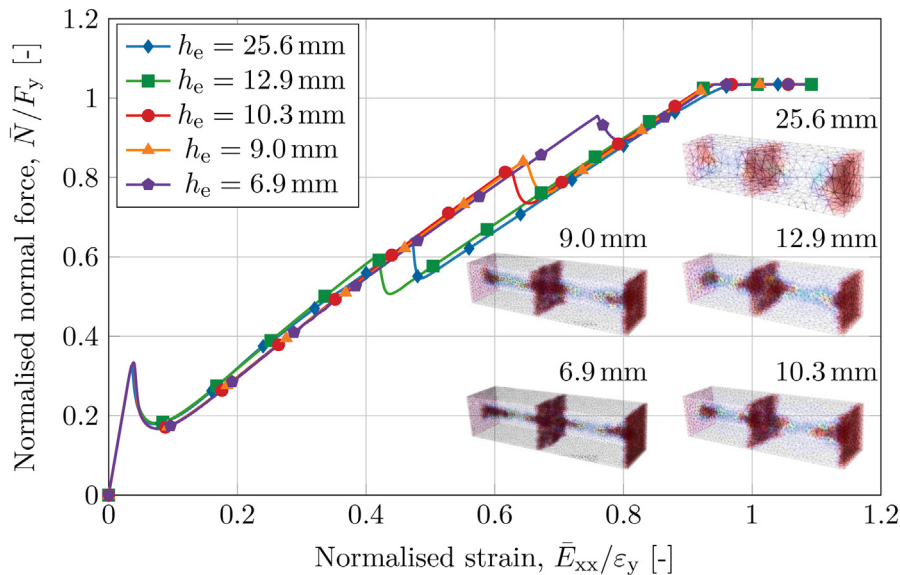 Normalised normal force, N̄/F_y [-]
1.2
1
0.8
0.6
0.4
0.2
0
h_e = 25.6 mm
h_e = 12.9 mm
h_e = 10.3 mm
h_e = 9.0 mm
h_e = 6.9 mm
25.6 mm
9.0 mm
12.9 mm
6.9 mm
10.3 mm
0 0.2 0.4 0.6 0.8 1 1.2
Normalised strain, Ē_xx/ε_y [-]